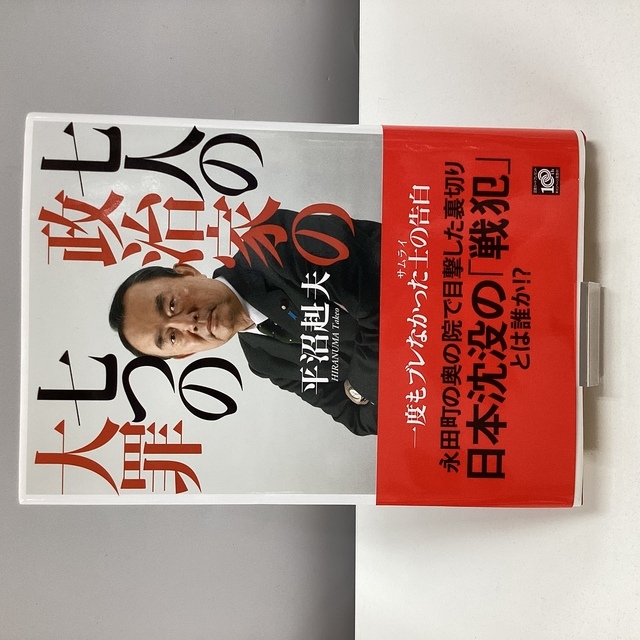 七人の
政治家の
七つの
大罪
平沼赳夫
HIRANUMA Takeo
サムライ
一度もブレなかった士の告白
永田町の奥の院で目撃した裏切り
日本沈没の「戦犯」
とは誰か!?
100